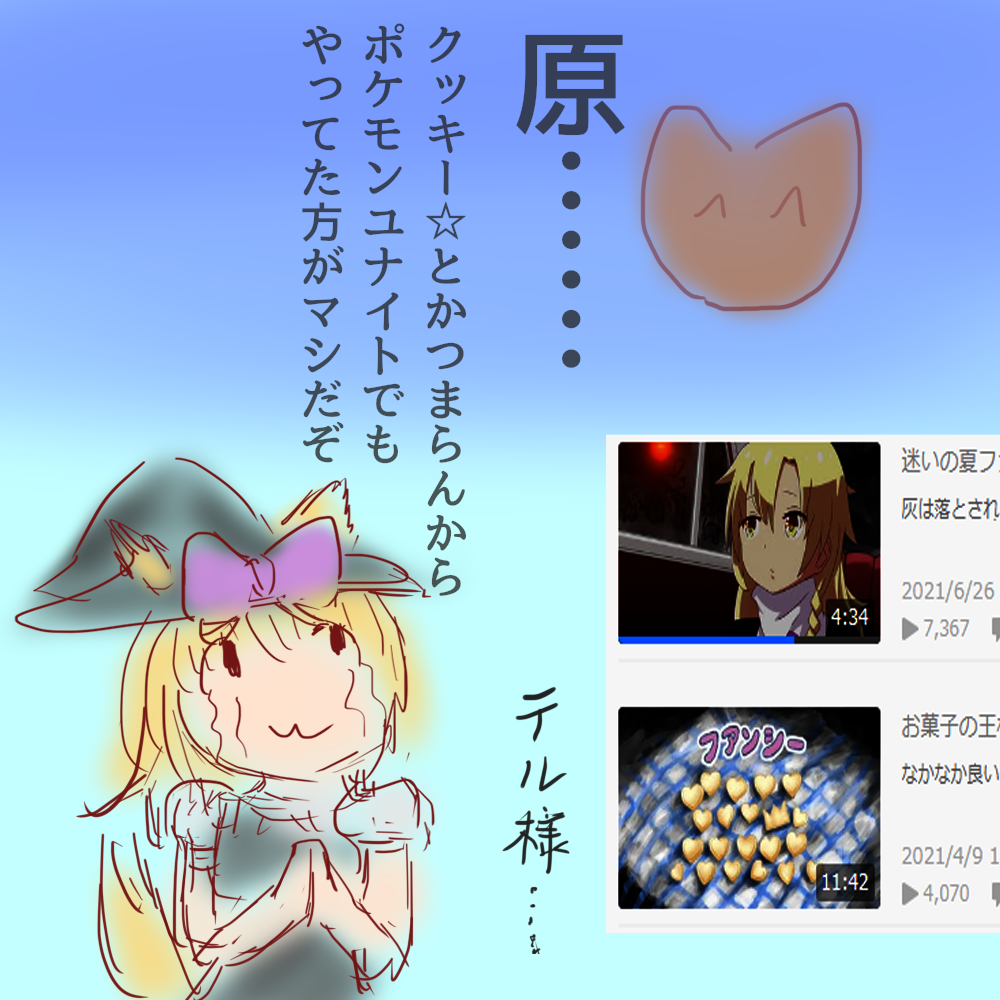 原・・・・・・
クッキー☆とかつまらんから
ポケモンユナイトでも
やってた方がマシだぞ
テル様……
迷いの夏フ
灰は落とされ
4:34
2021/6/26
7,367
ファンシー
お菓子の王
なかなか良い
11:42
2021/4/9 1
4,070